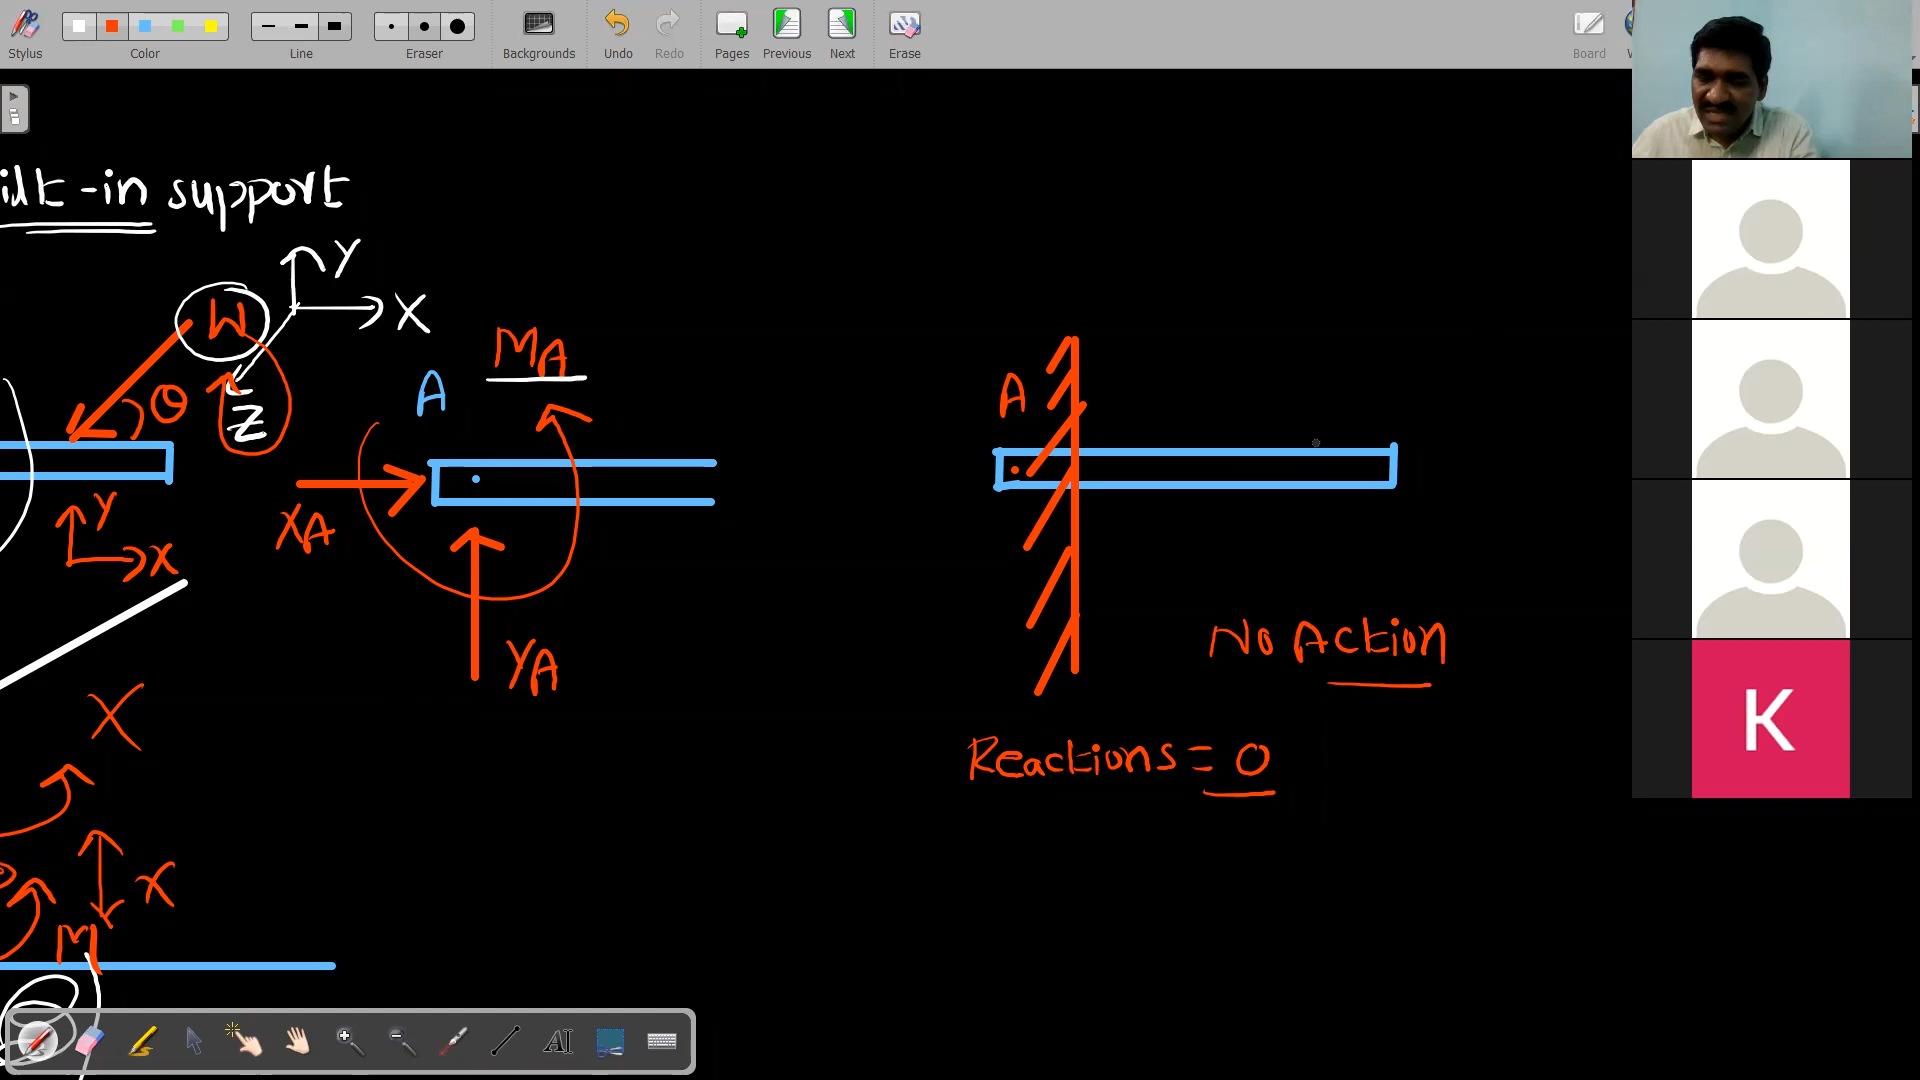 Stylus
Color
Line
Eraser
Backgrounds
Undo
Redo
Pages
Previous
Next
Erase
Board
ilt-in support
Y
X
Z
W
θ
MA
A
XA
YA
Y
X
X
X
M
A
No Action
Reactions = 0
K
AI